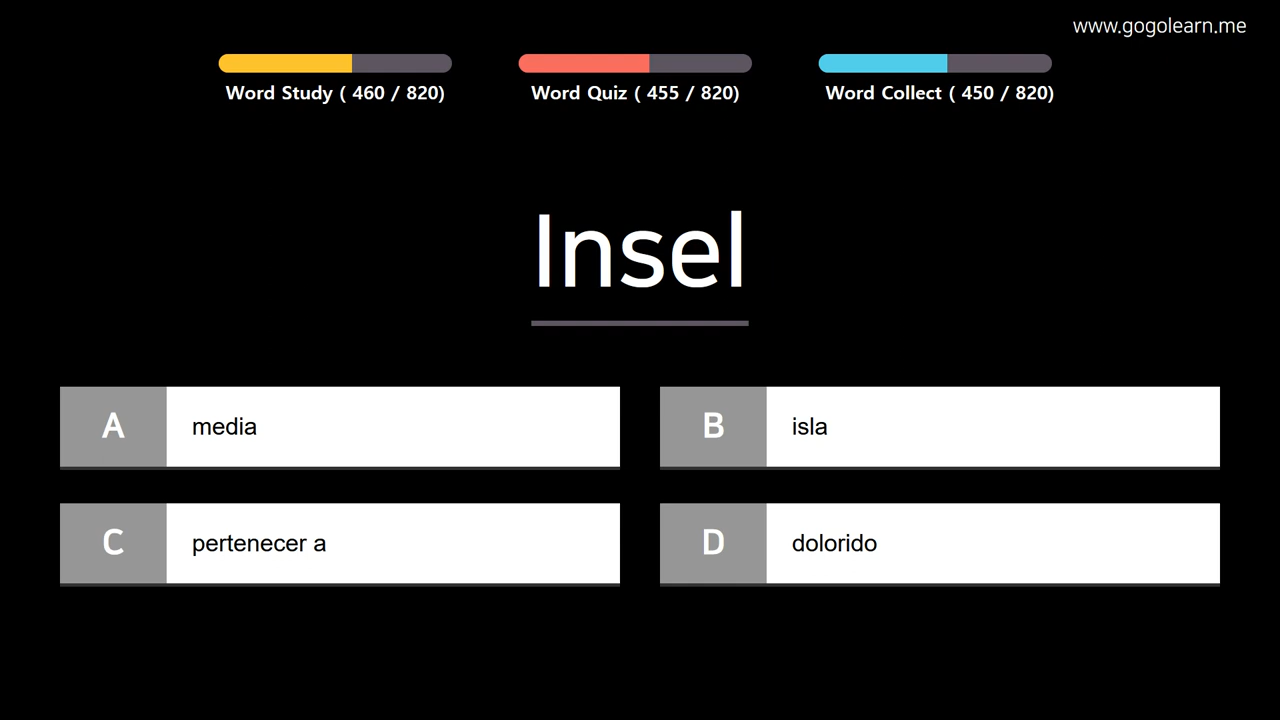 www.gogolearn.me
Word Study ( 460 / 820)
Word Quiz ( 455 / 820)
Word Collect ( 450 / 820)
Insel
A media
B isla
C pertenecer a
D dolorido